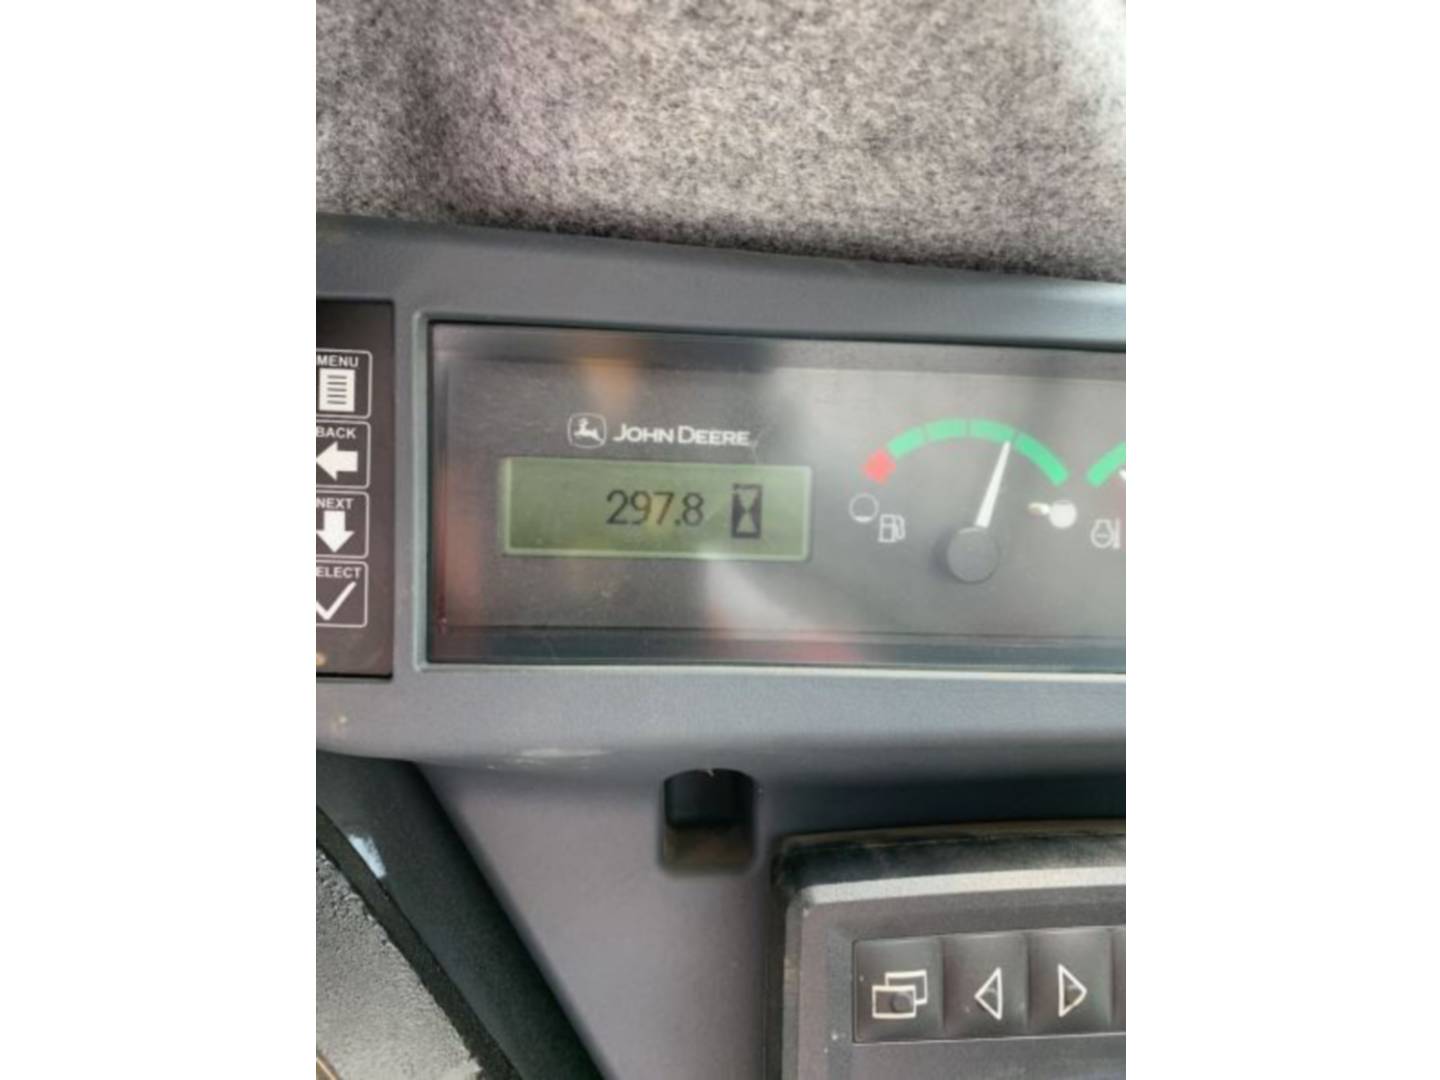 MENU
BACK
NEXT
ELECT
JOHN DEERE
297.8